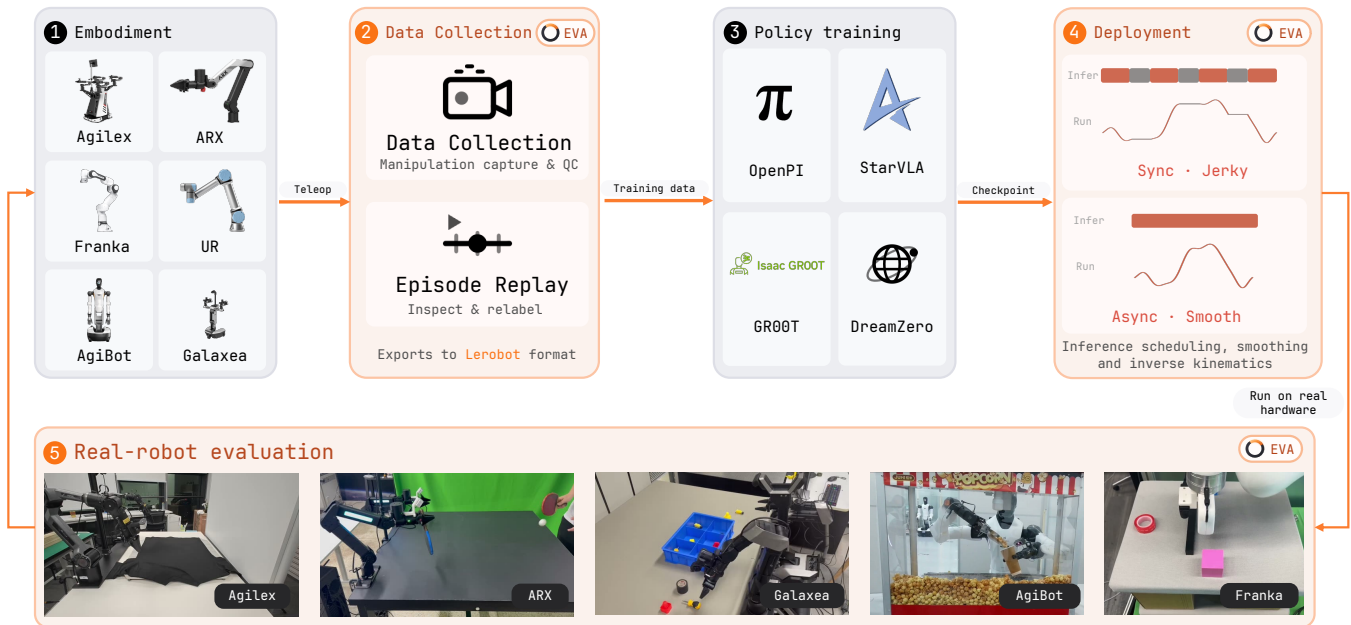 1 Embodiment
Agilex
ARX
Franka
UR
AgiBot
Galaxea
Teleop
2 Data Collection
EVA
Data Collection
Manipulation capture & QC
Episode Replay
Inspect & relabel
Exports to Lerobot format
Training data
3 Policy training
π
OpenPI
StarVLA
Isaac GR00T
GR00T
DreamZero
Checkpoint
4 Deployment
EVA
Infer
Run
Sync · Jerky
Infer
Run
Async · Smooth
Inference scheduling, smoothing
and inverse kinematics
Run on real
hardware
5 Real-robot evaluation
EVA
Agilex
ARX
Galaxea
POPCORN
AgiBot
Franka